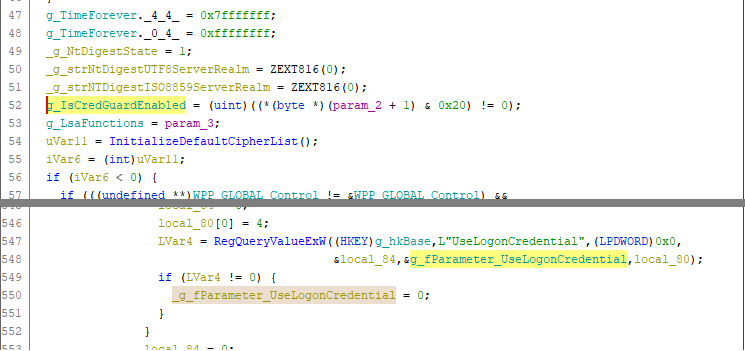 47 g_TimeForever._4_4_ = 0x7fffffff;
48 g_TimeForever._0_4_ = 0xffffffff;
49 _g_NtDigestState = 1;
50 _g_strNtDigestUTF8ServerRealm = ZEXT816(0);
51 _g_strNTDigestISO8859ServerRealm = ZEXT816(0);
52 g_IsCredGuardEnabled = (uint)((*(byte *)(param_2 + 1) & 0x20) != 0);
53 g_LsaFunctions = param_3;
54 uVar11 = InitializeDefaultCipherList();
55 iVar6 = (int)uVar11;
56 if (iVar6 < 0) {
57 if (((undefined **)WPP_GLOBAL_Control != &WPP_GLOBAL_Control) &&
546 local_80[0] = 4;
547 LVar4 = RegQueryValueExW((HKEY)g_hkBase,L"UseLogonCredential",(LPDWORD)0x0,
548 &local_84,&g_fParameter_UseLogonCredential,local_80);
549 if (LVar4 != 0) {
550 _g_fParameter_UseLogonCredential = 0;
551 }
552 }
553 local_84 = 0;